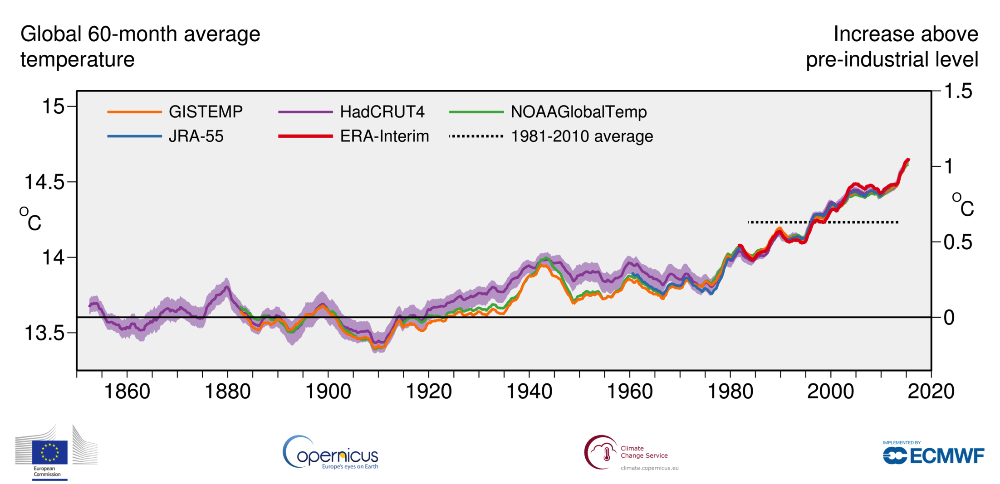 Global 60-month average
temperature
Increase above
pre-industrial level
15
14.5
14
13.5
°C
GISTEMP
HadCRUT4
NOAAGlobalTemp
JRA-55
ERA-Interim
1981-2010 average
1.5
1
0.5
0
°C
1860 1880 1900 1920 1940 1960 1980 2000 2020
European
Commission
Copernicus
Europe's eyes on Earth
Climate
Change Service
climate.copernicus.eu
IMPLEMENTED BY
ECMWF